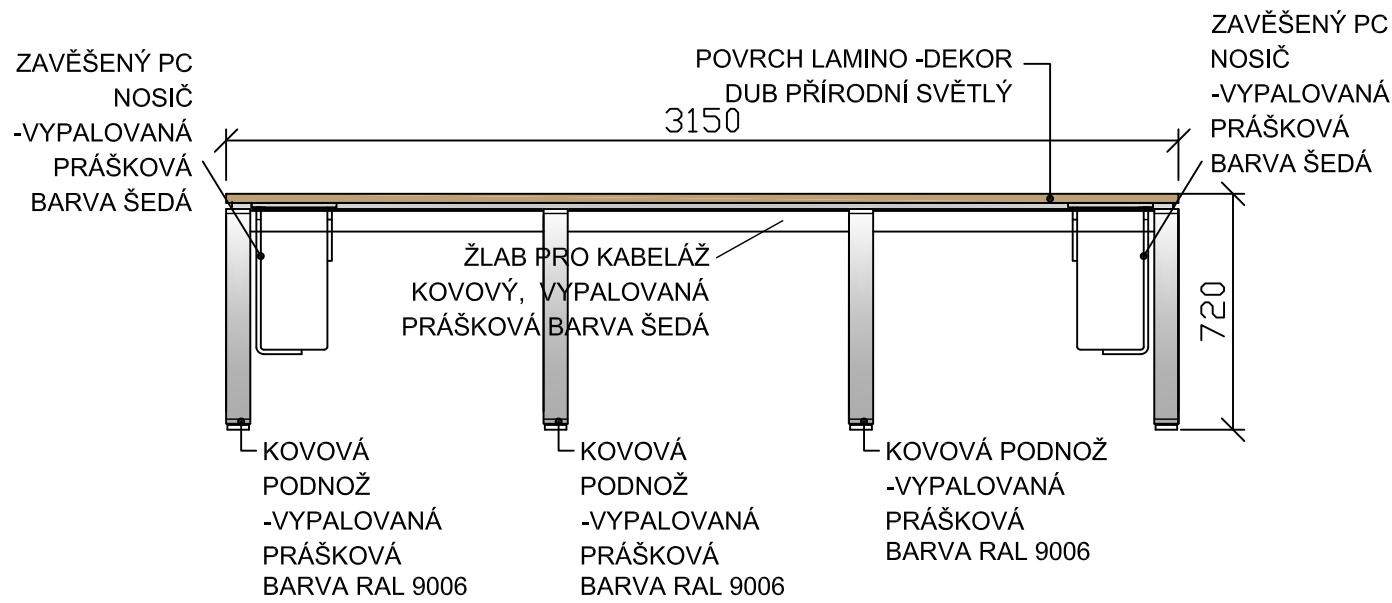 ZAVĚŠENÝ PC
NOSIČ
-VYPALOVANÁ
PRÁŠKOVÁ
BARVA ŠEDÁ
POVRCH LAMINO -DEKOR
DUB PŘÍRODNÍ SVĚTLÝ
ZAVĚŠENÝ PC
NOSIČ
-VYPALOVANÁ
PRÁŠKOVÁ
BARVA ŠEDÁ
3150
ŽLAB PRO KABELÁŽ
KOVOVÝ, VYPALOVANÁ
PRÁŠKOVÁ BARVA ŠEDÁ
720
KOVOVÁ
PODNOŽ
-VYPALOVANÁ
PRÁŠKOVÁ
BARVA RAL 9006
KOVOVÁ
PODNOŽ
-VYPALOVANÁ
PRÁŠKOVÁ
BARVA RAL 9006
KOVOVÁ PODNOŽ
-VYPALOVANÁ
PRÁŠKOVÁ
BARVA RAL 9006